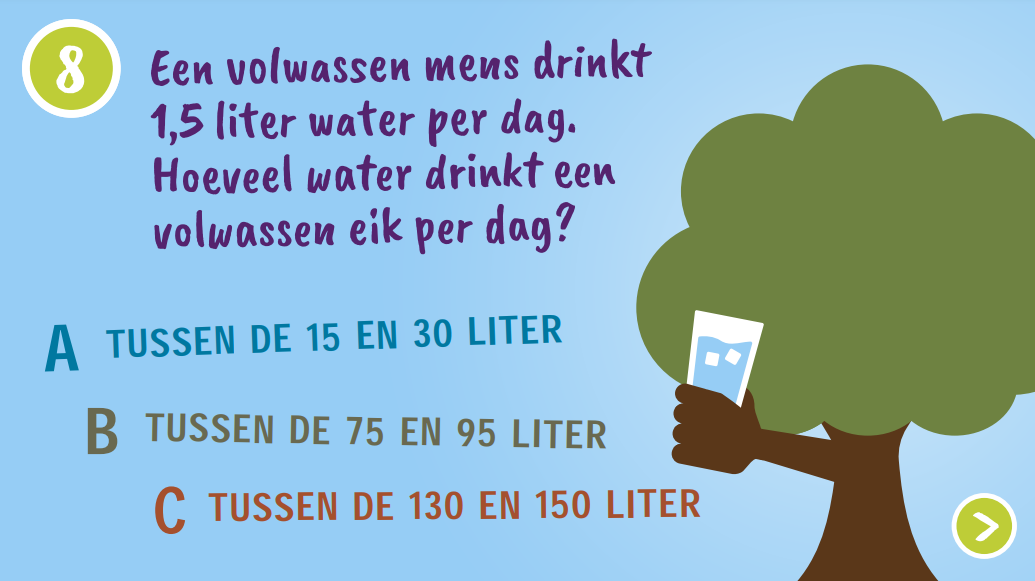 8
Een volwassen mens drinkt
1,5 liter water per dag.
Hoeveel water drinkt een
volwassen eik per dag?
A TUSSEN DE 15 EN 30 LITER
B TUSSEN DE 75 EN 95 LITER
C TUSSEN DE 130 EN 150 LITER